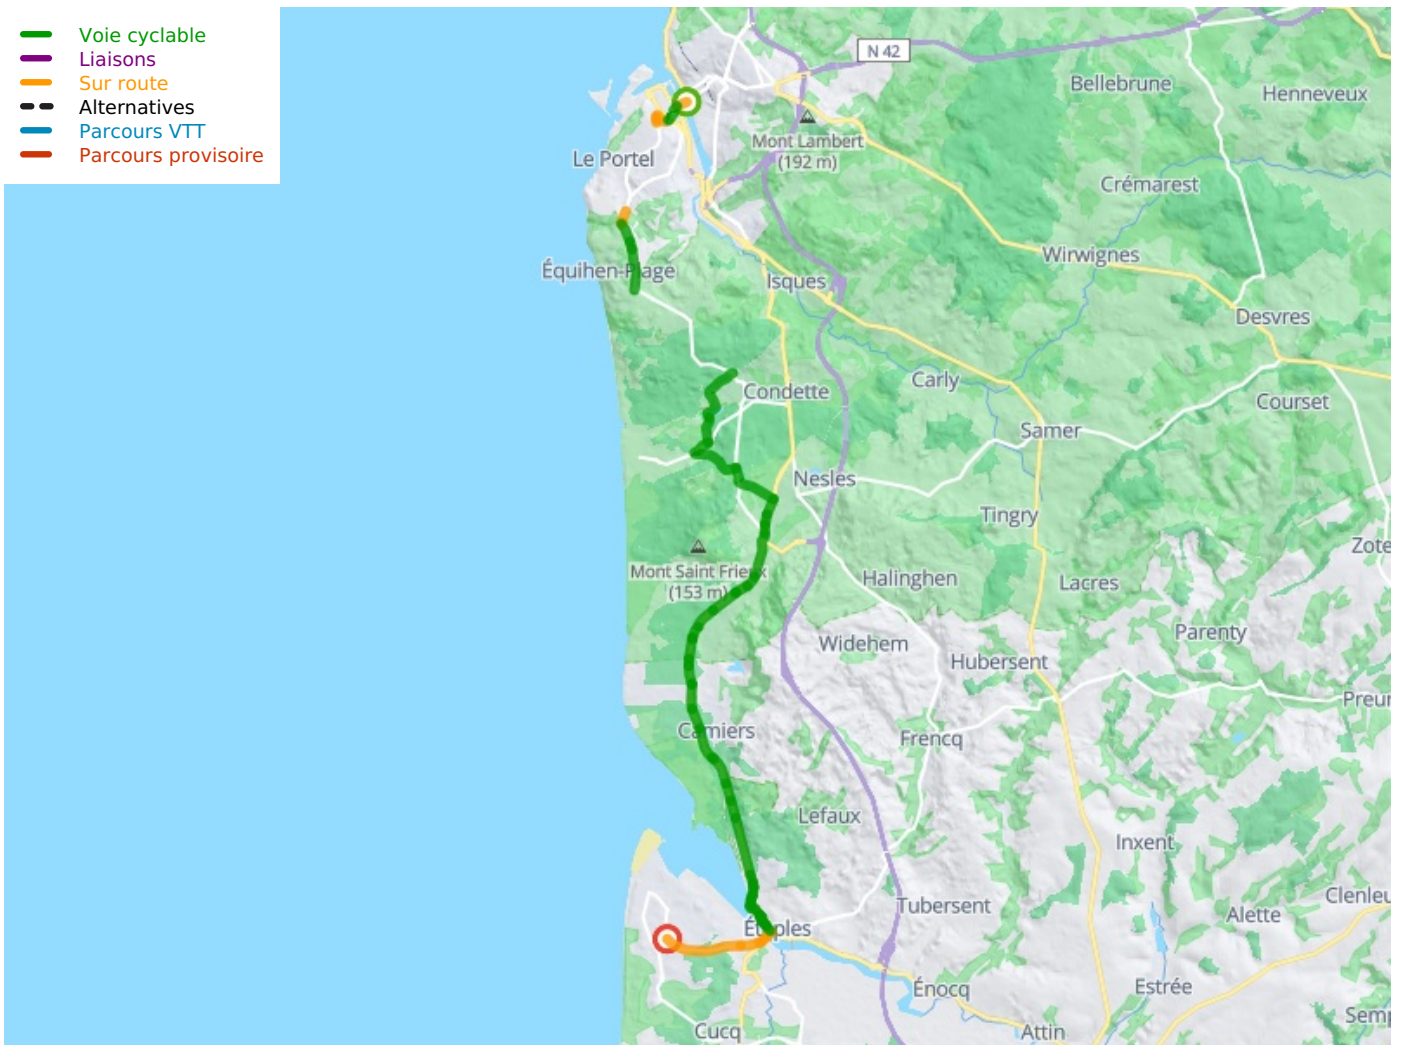 Voie cyclable
Liaisons
Sur route
Alternatives
Parcours VTT
Parcours provisoire
N 42
Bellebrune
Henneveux
Mont Lambert
(192 m)
Le Portel
Crémarest
Wirwignes
Équihen-Plage
Isques
Desvres
Carly
Condette
Courset
Samer
Nesles
Tingry
Zote
Mont Saint Frieux
(153 m)
Halinghen
Lacres
Parenty
Widehem
Hubersent
Preur
Camiers
Frencq
Lefaux
Inxent
Clenleu
Tubersent
Alette
Étaples
Énocq
Estrée
Semp
Cucq
Attin